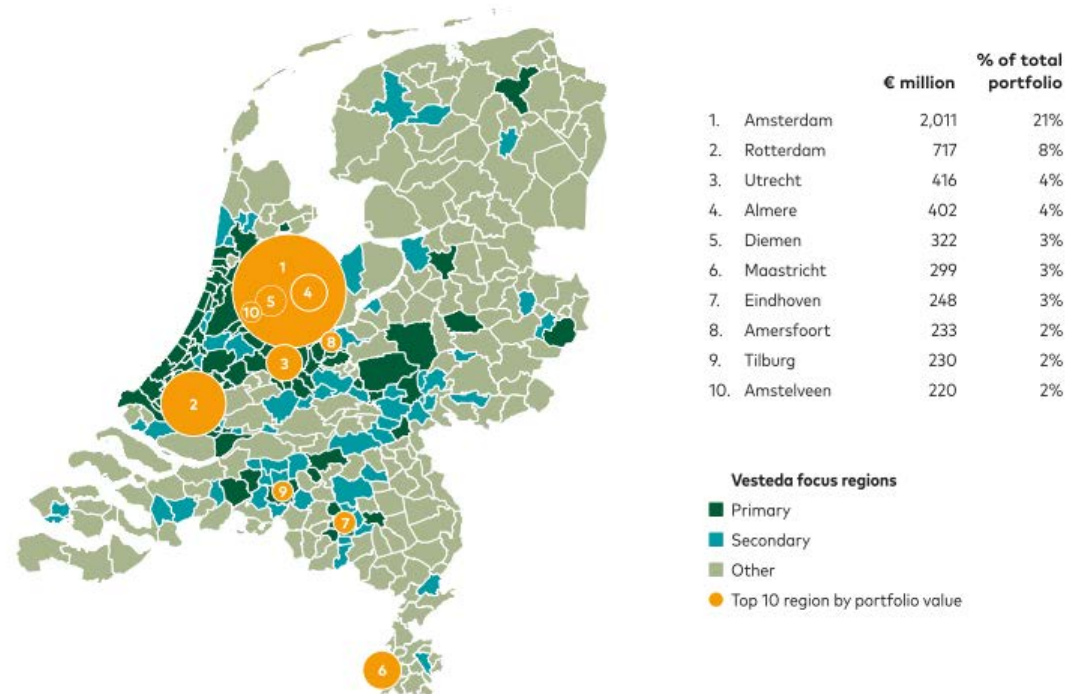 % of total
€ million portfolio
1. Amsterdam 2,011 21%
2. Rotterdam 717 8%
3. Utrecht 416 4%
4. Almere 402 4%
5. Diemen 322 3%
6. Maastricht 299 3%
7. Eindhoven 248 3%
8. Amersfoort 233 2%
9. Tilburg 230 2%
10. Amstelveen 220 2%
1
4
5
10
8
3
2
9
7
6
Vesteda focus regions
Primary
Secondary
Other
Top 10 region by portfolio value